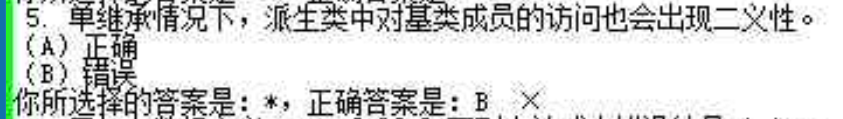 5. 单继承情况下，派生类中对基类成员的访问也会出现二义性。
(A) 正确
(B) 错误
你所选择的答案是: *, 正确答案是: B ×